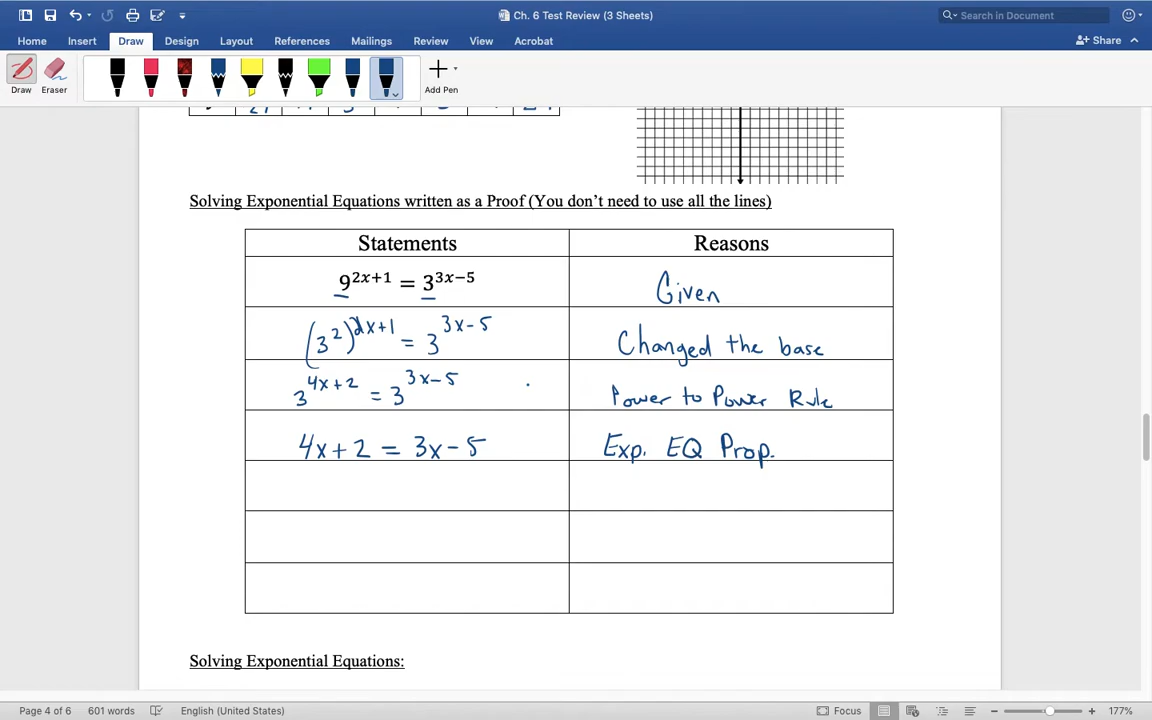 Ch. 6 Test Review (3 Sheets)
Search in Document
Home Insert Draw Design Layout References Mailings Review View Acrobat
Share
Draw Eraser Add Pen
Solving Exponential Equations written as a Proof (You don't need to use all the lines)
Statements Reasons
9^{2x+1} = 3^{3x−5} Given
(3^2)^{2x+1} = 3^{3x-5} Changed the base
3^{4x+2} = 3^{3x-5} Power to Power Rule
4x+2 = 3x-5 Exp. EQ Prop.
Solving Exponential Equations:
Page 4 of 6 601 words English (United States) Focus 177%